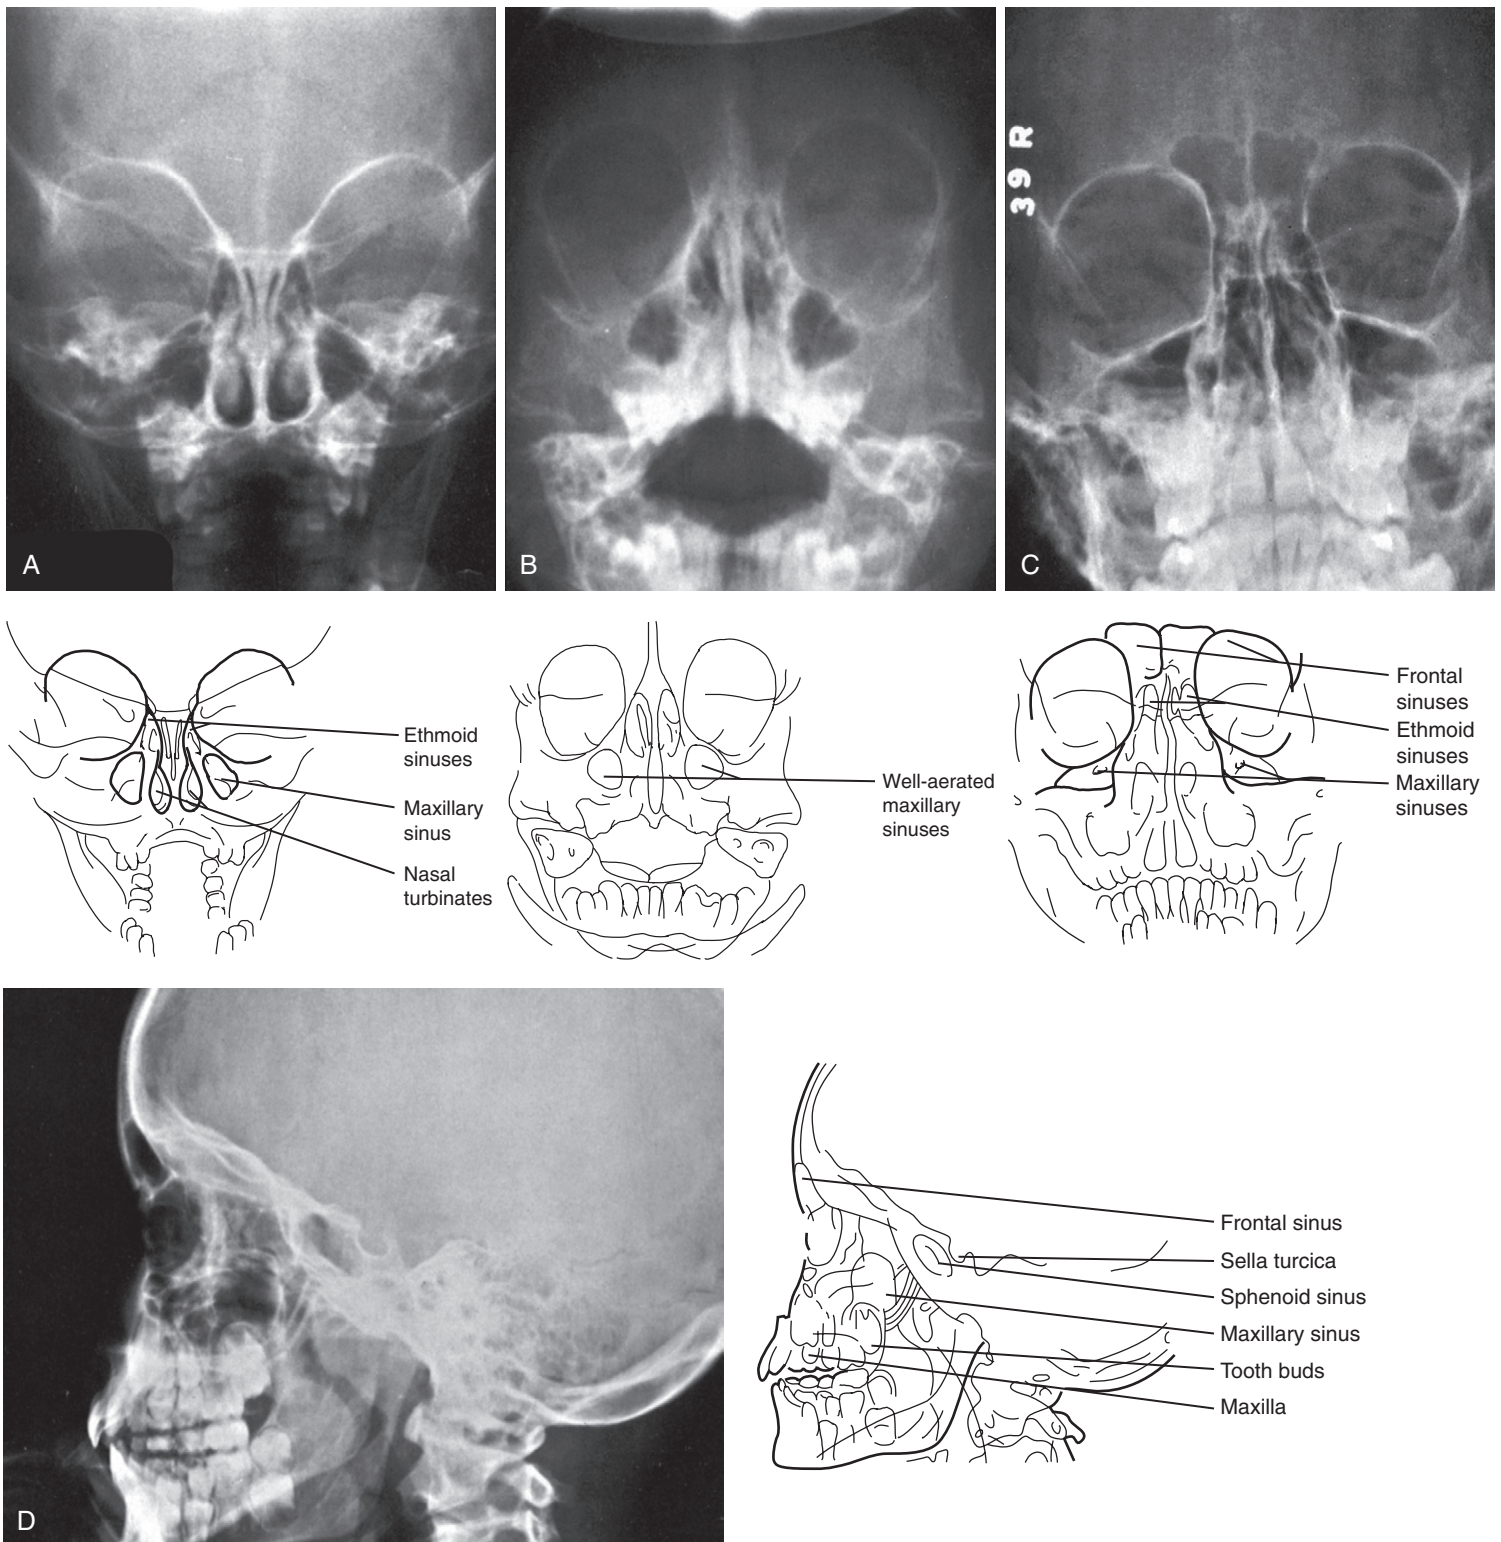 39 R
A
B
C
Ethmoid
sinuses
Maxillary
sinus
Nasal
turbinates
Well-aerated
maxillary
sinuses
Frontal
sinuses
Ethmoid
sinuses
Maxillary
sinuses
D
Frontal sinus
Sella turcica
Sphenoid sinus
Maxillary sinus
Tooth buds
Maxilla